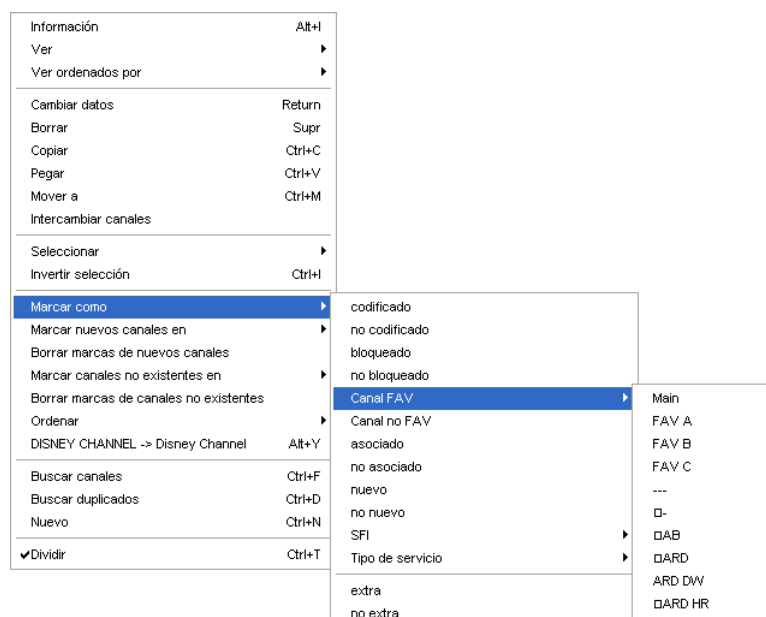 Información Alt+I
Ver
Ver ordenados por
Cambiar datos Return
Borrar Supr
Copiar Ctrl+C
Pegar Ctrl+V
Mover a Ctrl+M
Intercambiar canales
Seleccionar
Invertir selección Ctrl+I
Marcar como
Marcar nuevos canales en
Borrar marcas de nuevos canales
Marcar canales no existentes en
Borrar marcas de canales no existentes
Ordenar
DISNEY CHANNEL -> Disney Channel Alt+Y
Buscar canales Ctrl+F
Buscar duplicados Ctrl+D
Nuevo Ctrl+N
✓Dividir Ctrl+T
codificado
no codificado
bloqueado
no bloqueado
Canal FAV
Canal no FAV
asociado
no asociado
nuevo
no nuevo
SFI
Tipo de servicio
extra
no extra
Main
FAV A
FAV B
FAV C
---
□-
□AB
□ARD
ARD DW
□ARD HR